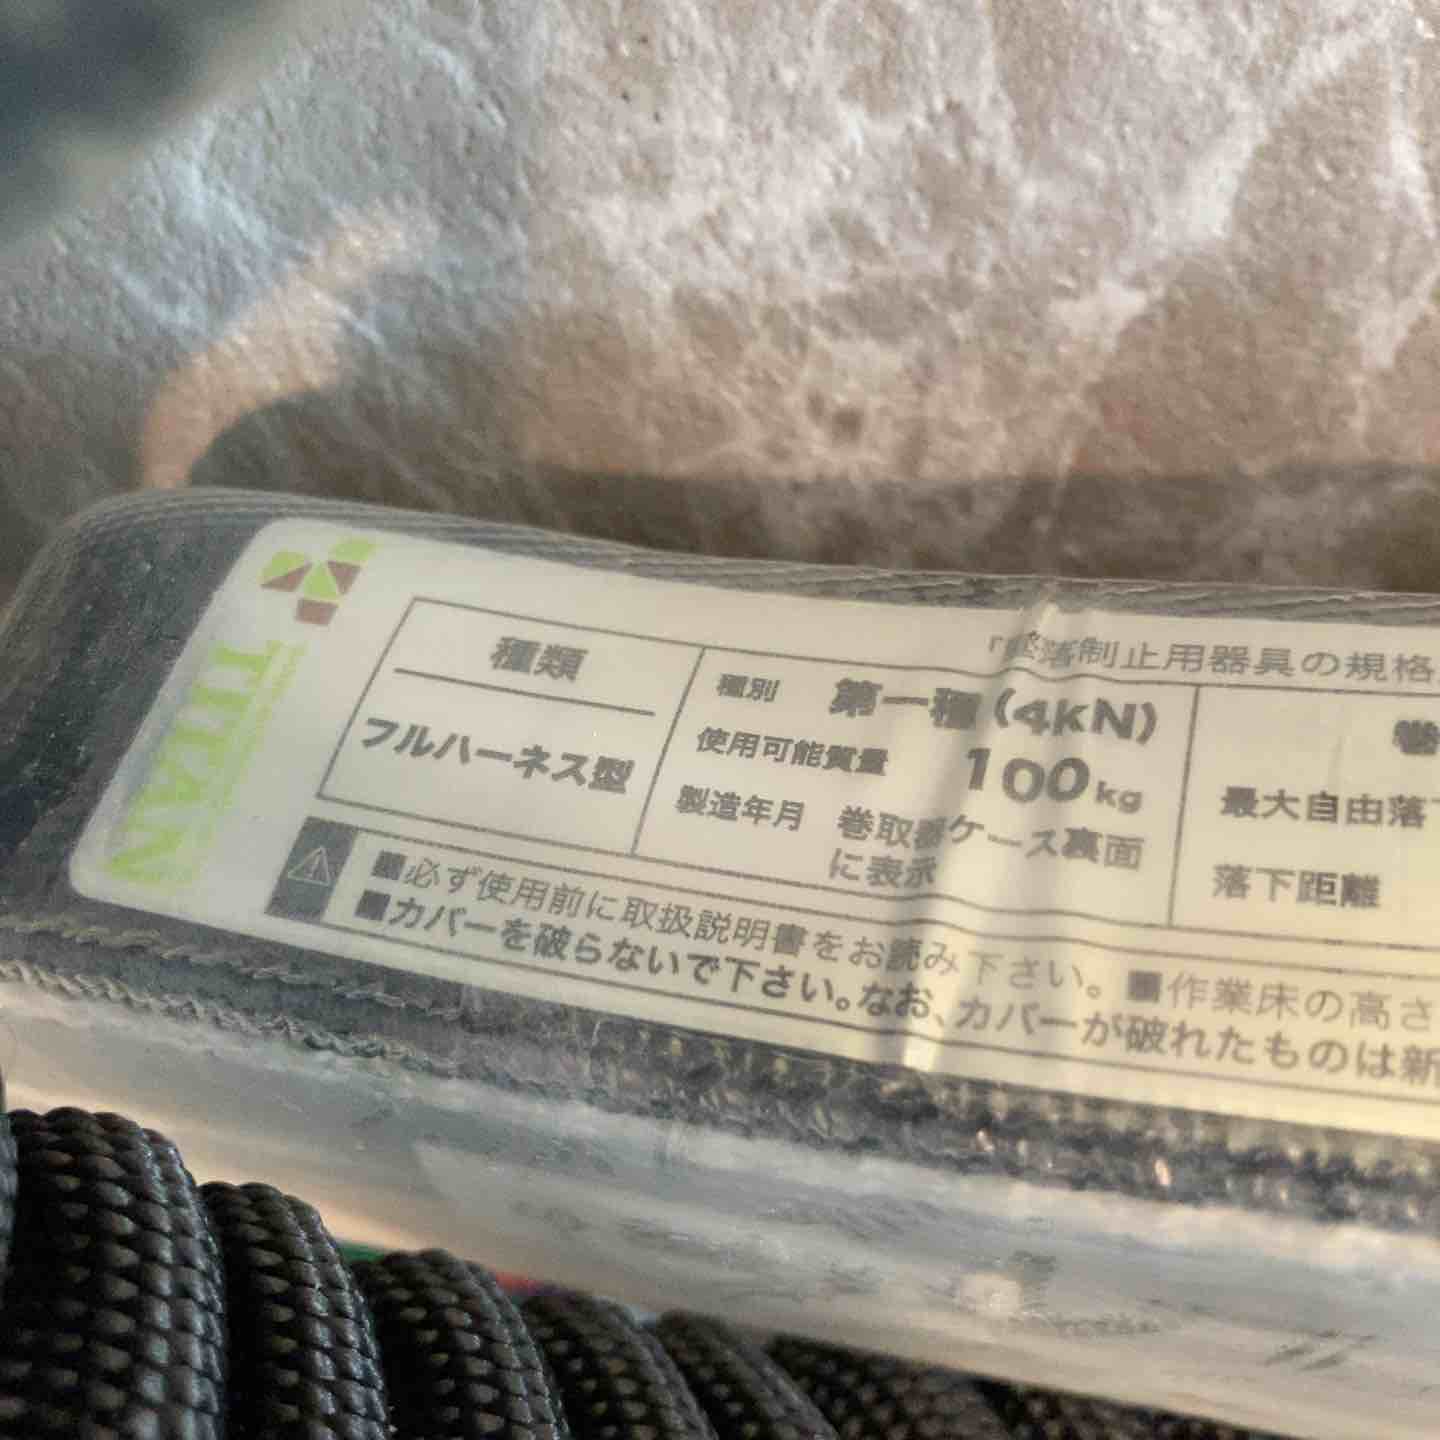 TITAN
「墜落制止用器具の規格
種類
フルハーネス型
種別 第一種(4kN)
使用可能質量 100kg
製造年月 巻取器ケース裏面
に表示
巻
最大自由落下
落下距離
■必ず使用前に取扱説明書をお読み下さい。■作業床の高さ
■カバーを破らないで下さい。なお、カバーが破れたものは新